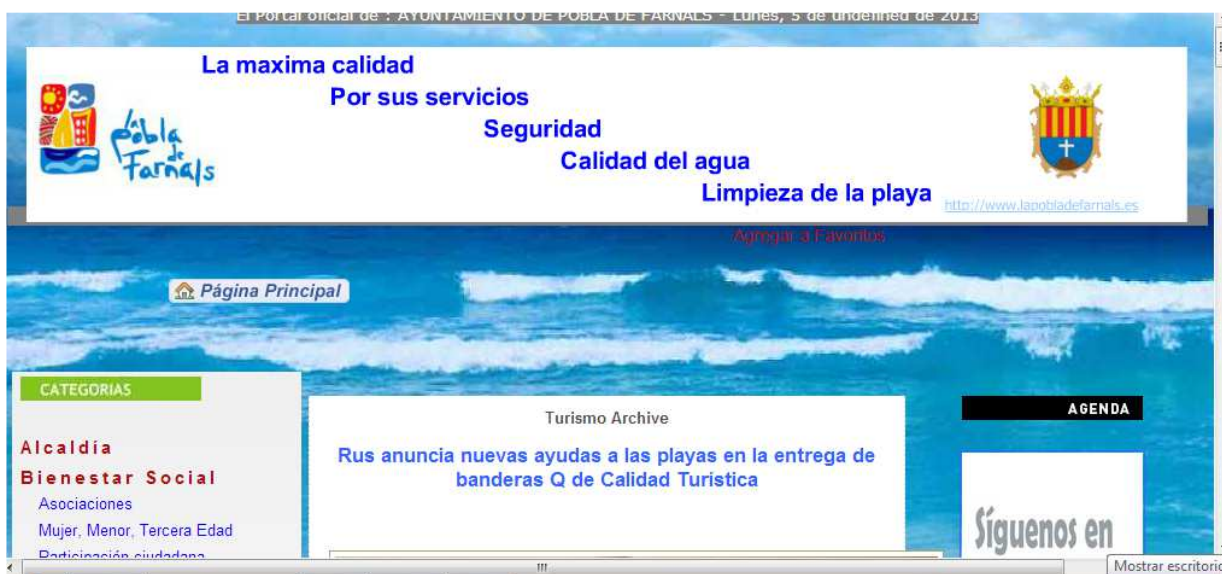 El Portal oficial de : AYUNTAMIENTO DE POBLA DE FARNALS - Lunes, 5 de undefined de 2013
La maxima calidad
Por sus servicios
Seguridad
Calidad del agua
Limpieza de la playa
la
pobla
de
Farnals
http://www.lapobladefarnals.es
Agregar a Favoritos
Página Principal
CATEGORIAS
Alcaldía
Bienestar Social
Asociaciones
Mujer, Menor, Tercera Edad
Participación ciudadana
Turismo Archive
Rus anuncia nuevas ayudas a las playas en la entrega de
banderas Q de Calidad Turistica
AGENDA
Síguenos en
Mostrar escritorio